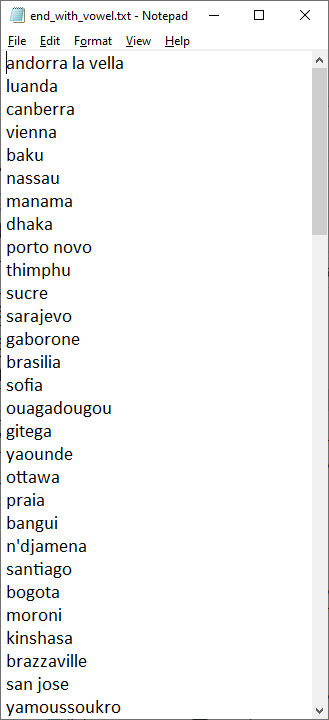 end_with_vowel.txt - Notepad
File Edit Format View Help
andorra la vella
luanda
canberra
vienna
baku
nassau
manama
dhaka
porto novo
thimphu
sucre
sarajevo
gaborone
brasilia
sofia
ouagadougou
gitega
yaounde
ottawa
praia
bangui
n'djamena
santiago
bogota
moroni
kinshasa
brazzaville
san jose
yamoussoukro